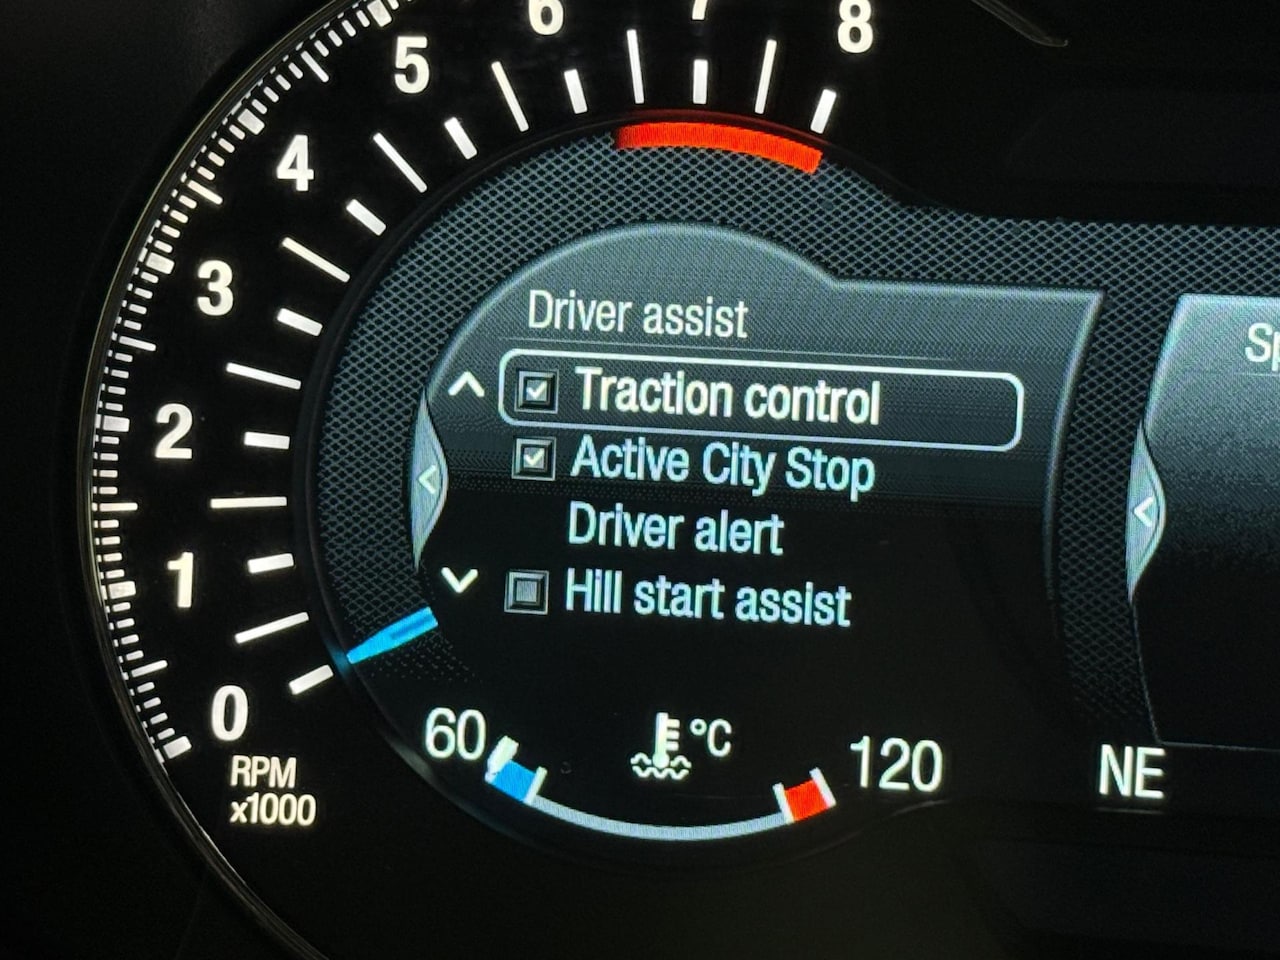 6
7
8
5
4
3
2
1
0
RPM
x1000
Driver assist
Traction control
Active City Stop
Driver alert
Hill start assist
60
°C
120
NE